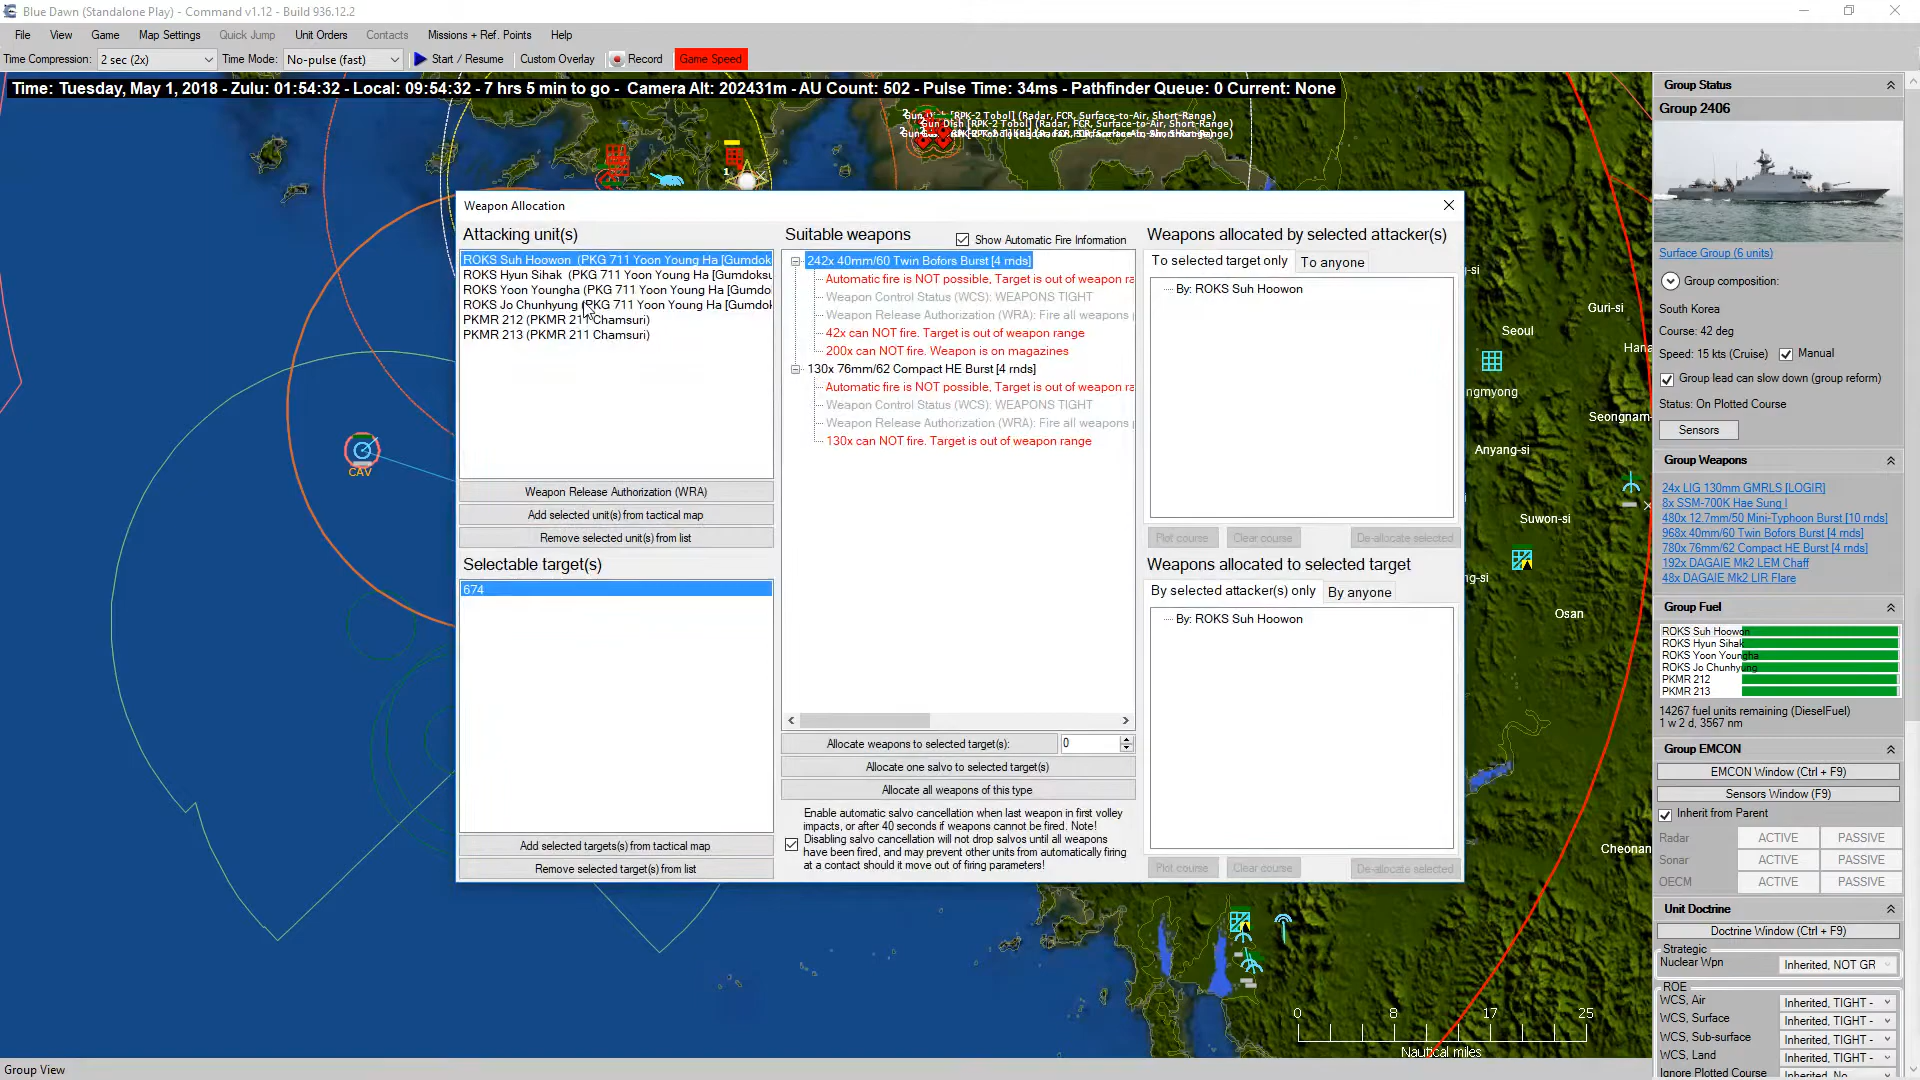 Blue Dawn (Standalone Play) - Command v1.12 - Build 936.12.2
File View Game Map Settings Quick Jump Unit Orders Contacts Missions + Ref. Points Help
Time Compression: 2 sec (2x) Time Mode: No-pulse (fast) Start / Resume Custom Overlay Record Game Speed
Time: Tuesday, May 1, 2018 - Zulu: 01:54:32 - Local: 09:54:32 - 7 hrs 5 min to go - Camera Alt: 202431m - AU Count: 502 - Pulse Time: 34ms - Pathfinder Queue: 0 Current: None
[RPK-2 Tobol] (Radar, FCR, Surface-to-Air, Short-Range)
Gun Dish [RPK-2 Tobol] (Radar, FCR, Surface-to-Air, Short-Range)
1
CAV
Weapon Allocation
Attacking unit(s)
ROKS Suh Hoowon (PKG 711 Yoon Young Ha [Gumdok
ROKS Hyun Sihak (PKG 711 Yoon Young Ha [Gumdoksu
ROKS Yoon Youngha (PKG 711 Yoon Young Ha [Gumdo
ROKS Jo Chunhyung (PKG 711 Yoon Young Ha [Gumdol
PKMR 212 (PKMR 211 Chamsuri)
PKMR 213 (PKMR 211 Chamsuri)
Weapon Release Authorization (WRA)
Add selected unit(s) from tactical map
Remove selected unit(s) from list
Selectable target(s)
674
Add selected targets(s) from tactical map
Remove selected target(s) from list
Suitable weapons
Show Automatic Fire Information
242x 40mm/60 Twin Bofors Burst [4 rnds]
Automatic fire is NOT possible, Target is out of weapon ra
Weapon Control Status (WCS): WEAPONS TIGHT
Weapon Release Authorization (WRA): Fire all weapons p
42x can NOT fire. Target is out of weapon range
200x can NOT fire. Weapon is on magazines
130x 76mm/62 Compact HE Burst [4 rnds]
Automatic fire is NOT possible, Target is out of weapon ra
Weapon Control Status (WCS): WEAPONS TIGHT
Weapon Release Authorization (WRA): Fire all weapons p
130x can NOT fire. Target is out of weapon range
Allocate weapons to selected target(s): 0
Allocate one salvo to selected target(s)
Allocate all weapons of this type
Enable automatic salvo cancellation when last weapon in first volley
impacts, or after 40 seconds if weapons cannot be fired. Note!
Disabling salvo cancellation will not drop salvos until all weapons
have been fired, and may prevent other units from automatically firing
at a contact should it move out of firing parameters!
Weapons allocated by selected attacker(s)
To selected target only To anyone
By: ROKS Suh Hoowon
Plot course Clear course De-allocate selected
Weapons allocated to selected target
By selected attacker(s) only By anyone
By: ROKS Suh Hoowon
Plot course Clear course De-allocate selected
Guri-si
Seoul
Hana
ngmyong
Seongnam-
Anyang-si
Suwon-si
Osan
Cheonan
0 8 17 25
Nautical miles
Group Status
Group 2406
Surface Group (6 units)
Group composition:
South Korea
Course: 42 deg
Speed: 15 kts (Cruise) Manual
Group lead can slow down (group reform)
Status: On Plotted Course
Sensors
Group Weapons
24x LIG 130mm GMRLS [LOGIR]
8x SSM-700K Hae Sung I
480x 12.7mm/50 Mini-Typhoon Burst [10 rnds]
968x 40mm/60 Twin Bofors Burst [4 rnds]
780x 76mm/62 Compact HE Burst [4 rnds]
192x DAGAIE Mk2 LEM Chaff
48x DAGAIE Mk2 LIR Flare
Group Fuel
ROKS Suh Hoowon
ROKS Hyun Sihak
ROKS Yoon Youngha
ROKS Jo Chunhyung
PKMR 212
PKMR 213
14267 fuel units remaining (DieselFuel)
1 w 2 d, 3567 nm
Group EMCON
EMCON Window (Ctrl + F9)
Sensors Window (F9)
Inherit from Parent
Radar ACTIVE PASSIVE
Sonar ACTIVE PASSIVE
OECM ACTIVE PASSIVE
Unit Doctrine
Doctrine Window (Ctrl + F9)
Strategic
Nuclear Wpn Inherited, NOT GR
ROE
WCS, Air Inherited, TIGHT -
WCS, Surface Inherited, TIGHT -
WCS, Sub-surface Inherited, TIGHT -
WCS, Land Inherited, TIGHT -
Ignore Plotted Course Inherited, No
Group View